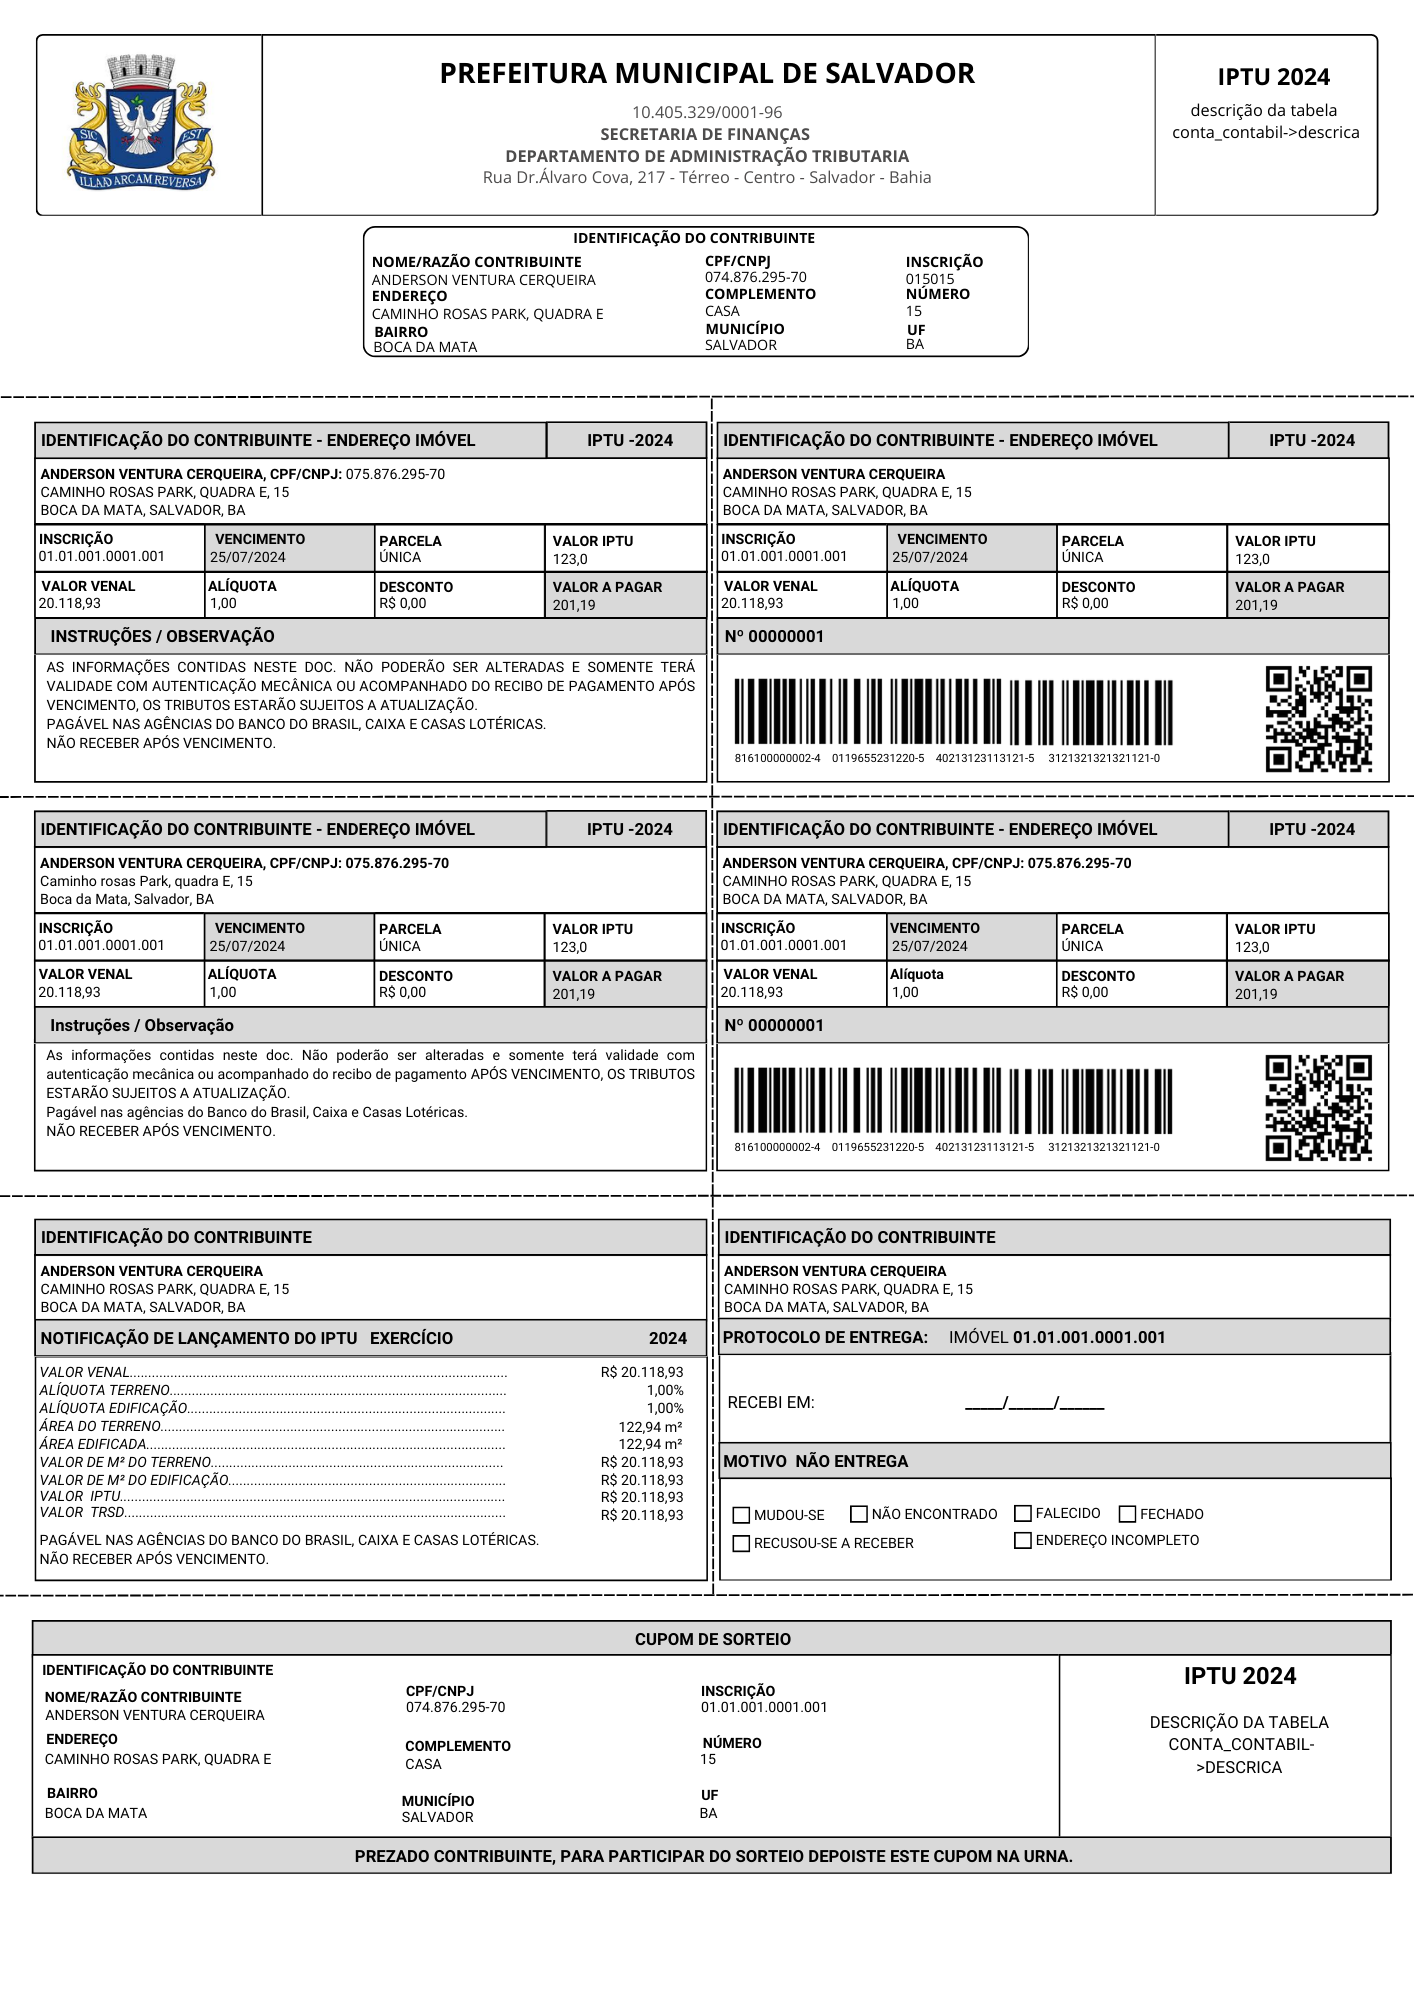 SIC EST
ILLA AD ARCAM REVERSA
PREFEITURA MUNICIPAL DE SALVADOR
10.405.329/0001-96
SECRETARIA DE FINANÇAS
DEPARTAMENTO DE ADMINISTRAÇÃO TRIBUTARIA
Rua Dr.Álvaro Cova, 217 - Térreo - Centro - Salvador - Bahia
IPTU 2024
descrição da tabela
conta_contabil->descrica
IDENTIFICAÇÃO DO CONTRIBUINTE
NOME/RAZÃO CONTRIBUINTE CPF/CNPJ INSCRIÇÃO
ANDERSON VENTURA CERQUEIRA 074.876.295-70 015015
ENDEREÇO COMPLEMENTO NÚMERO
CAMINHO ROSAS PARK, QUADRA E CASA 15
BAIRRO MUNICÍPIO UF
BOCA DA MATA SALVADOR BA
IDENTIFICAÇÃO DO CONTRIBUINTE - ENDEREÇO IMÓVEL IPTU -2024
ANDERSON VENTURA CERQUEIRA, CPF/CNPJ: 075.876.295-70
CAMINHO ROSAS PARK, QUADRA E, 15
BOCA DA MATA, SALVADOR, BA
INSCRIÇÃO VENCIMENTO PARCELA VALOR IPTU
01.01.001.0001.001 25/07/2024 ÚNICA 123,0
VALOR VENAL ALÍQUOTA DESCONTO VALOR A PAGAR
20.118,93 1,00 R$ 0,00 201,19
INSTRUÇÕES / OBSERVAÇÃO
AS INFORMAÇÕES CONTIDAS NESTE DOC. NÃO PODERÃO SER ALTERADAS E SOMENTE TERÁ
VALIDADE COM AUTENTICAÇÃO MECÂNICA OU ACOMPANHADO DO RECIBO DE PAGAMENTO APÓS
VENCIMENTO, OS TRIBUTOS ESTARÃO SUJEITOS A ATUALIZAÇÃO.
PAGÁVEL NAS AGÊNCIAS DO BANCO DO BRASIL, CAIXA E CASAS LOTÉRICAS.
NÃO RECEBER APÓS VENCIMENTO.
IDENTIFICAÇÃO DO CONTRIBUINTE - ENDEREÇO IMÓVEL IPTU -2024
ANDERSON VENTURA CERQUEIRA
CAMINHO ROSAS PARK, QUADRA E, 15
BOCA DA MATA, SALVADOR, BA
INSCRIÇÃO VENCIMENTO PARCELA VALOR IPTU
01.01.001.0001.001 25/07/2024 ÚNICA 123,0
VALOR VENAL ALÍQUOTA DESCONTO VALOR A PAGAR
20.118,93 1,00 R$ 0,00 201,19
Nº 00000001
816100000002-4 0119655231220-5 40213123113121-5 3121321321321121-0
IDENTIFICAÇÃO DO CONTRIBUINTE - ENDEREÇO IMÓVEL IPTU -2024
ANDERSON VENTURA CERQUEIRA, CPF/CNPJ: 075.876.295-70
Caminho rosas Park, quadra E, 15
Boca da Mata, Salvador, BA
INSCRIÇÃO VENCIMENTO PARCELA VALOR IPTU
01.01.001.0001.001 25/07/2024 ÚNICA 123,0
VALOR VENAL ALÍQUOTA DESCONTO VALOR A PAGAR
20.118,93 1,00 R$ 0,00 201,19
Instruções / Observação
As informações contidas neste doc. Não poderão ser alteradas e somente terá validade com
autenticação mecânica ou acompanhado do recibo de pagamento APÓS VENCIMENTO, OS TRIBUTOS
ESTARÃO SUJEITOS A ATUALIZAÇÃO.
Pagável nas agências do Banco do Brasil, Caixa e Casas Lotéricas.
NÃO RECEBER APÓS VENCIMENTO.
IDENTIFICAÇÃO DO CONTRIBUINTE - ENDEREÇO IMÓVEL IPTU -2024
ANDERSON VENTURA CERQUEIRA, CPF/CNPJ: 075.876.295-70
CAMINHO ROSAS PARK, QUADRA E, 15
BOCA DA MATA, SALVADOR, BA
INSCRIÇÃO VENCIMENTO PARCELA VALOR IPTU
01.01.001.0001.001 25/07/2024 ÚNICA 123,0
VALOR VENAL Alíquota DESCONTO VALOR A PAGAR
20.118,93 1,00 R$ 0,00 201,19
Nº 00000001
816100000002-4 0119655231220-5 40213123113121-5 3121321321321121-0
IDENTIFICAÇÃO DO CONTRIBUINTE
ANDERSON VENTURA CERQUEIRA
CAMINHO ROSAS PARK, QUADRA E, 15
BOCA DA MATA, SALVADOR, BA
NOTIFICAÇÃO DE LANÇAMENTO DO IPTU EXERCÍCIO 2024
VALOR VENAL........................................ R$ 20.118,93
ALÍQUOTA TERRENO........................................ 1,00%
ALÍQUOTA EDIFICAÇÃO........................................ 1,00%
ÁREA DO TERRENO........................................ 122,94 m²
ÁREA EDIFICADA........................................ 122,94 m²
VALOR DE M² DO TERRENO........................................ R$ 20.118,93
VALOR DE M² DO EDIFICAÇÃO........................................ R$ 20.118,93
VALOR IPTU........................................ R$ 20.118,93
VALOR TRSD........................................ R$ 20.118,93
PAGÁVEL NAS AGÊNCIAS DO BANCO DO BRASIL, CAIXA E CASAS LOTÉRICAS.
NÃO RECEBER APÓS VENCIMENTO.
IDENTIFICAÇÃO DO CONTRIBUINTE
ANDERSON VENTURA CERQUEIRA
CAMINHO ROSAS PARK, QUADRA E, 15
BOCA DA MATA, SALVADOR, BA
PROTOCOLO DE ENTREGA: IMÓVEL 01.01.001.0001.001
RECEBI EM: _____/______/______
MOTIVO NÃO ENTREGA
MUDOU-SE NÃO ENCONTRADO FALECIDO FECHADO
RECUSOU-SE A RECEBER ENDEREÇO INCOMPLETO
CUPOM DE SORTEIO
IDENTIFICAÇÃO DO CONTRIBUINTE
NOME/RAZÃO CONTRIBUINTE CPF/CNPJ INSCRIÇÃO
ANDERSON VENTURA CERQUEIRA 074.876.295-70 01.01.001.0001.001
ENDEREÇO COMPLEMENTO NÚMERO
CAMINHO ROSAS PARK, QUADRA E CASA 15
BAIRRO MUNICÍPIO UF
BOCA DA MATA SALVADOR BA
IPTU 2024
DESCRIÇÃO DA TABELA
CONTA_CONTABIL-
>DESCRICA
PREZADO CONTRIBUINTE, PARA PARTICIPAR DO SORTEIO DEPOISTE ESTE CUPOM NA URNA.